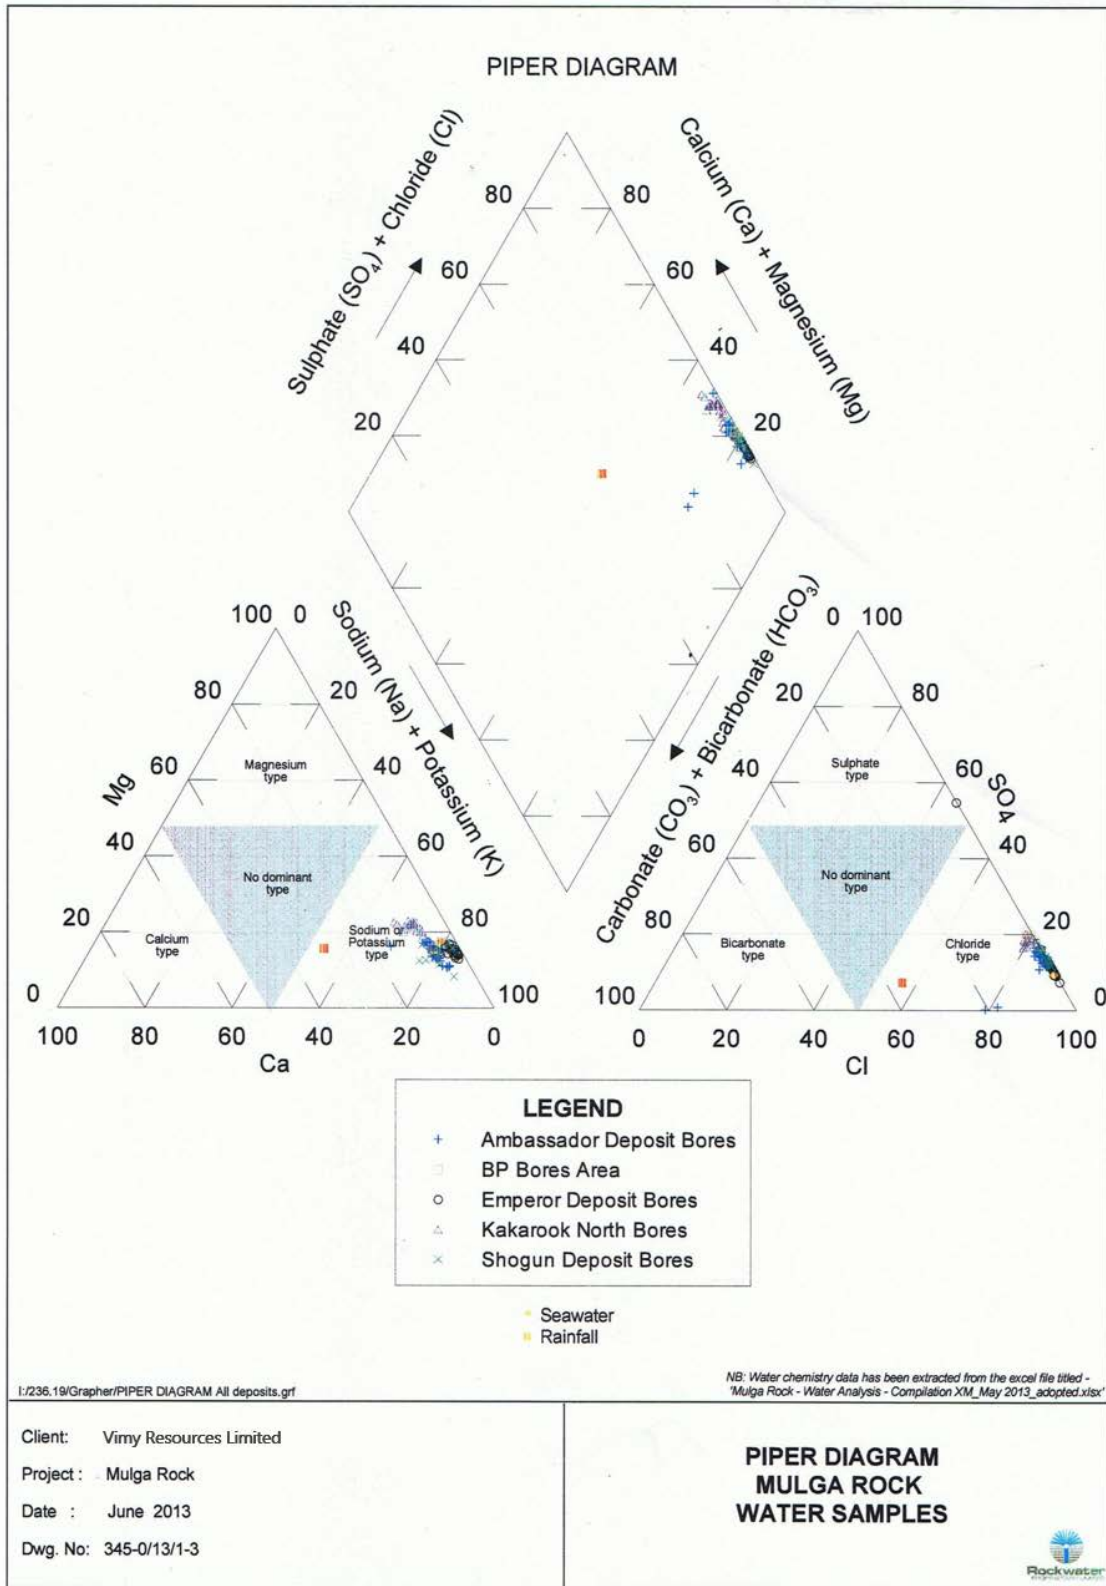 PIPER DIAGRAM
Sulphate (SO4) + Chloride (Cl)
Calcium (Ca) + Magnesium (Mg)
80
80
60
60
40
40
20
20
Sodium (Na) + Potassium (K)
Carbonate (CO3) + Bicarbonate (HCO3)
100 0
80 20
Magnesium
type
60 40
Mg
40 60
No dominant
type
20 80
Calcium
type
Sodium or
Potassium
type
0 100
100 80 60 40 20 0
Ca
0 100
20 80
Sulphate
type
40 60
SO4
60 40
No dominant
type
80 20
Bicarbonate
type
Chloride
type
100 0
0 20 40 60 80 100
Cl
LEGEND
Ambassador Deposit Bores
BP Bores Area
Emperor Deposit Bores
Kakarook North Bores
Shogun Deposit Bores
Seawater
Rainfall
I:/236.19/Grapher/PIPER DIAGRAM All deposits.grf
NB: Water chemistry data has been extracted from the excel file titled -
'Mulga Rock - Water Analysis - Compilation XM_May 2013_adopted.xlsx'
Client: Vimy Resources Limited
Project : Mulga Rock
Date : June 2013
Dwg. No: 345-0/13/1-3
PIPER DIAGRAM
MULGA ROCK
WATER SAMPLES
Rockwater